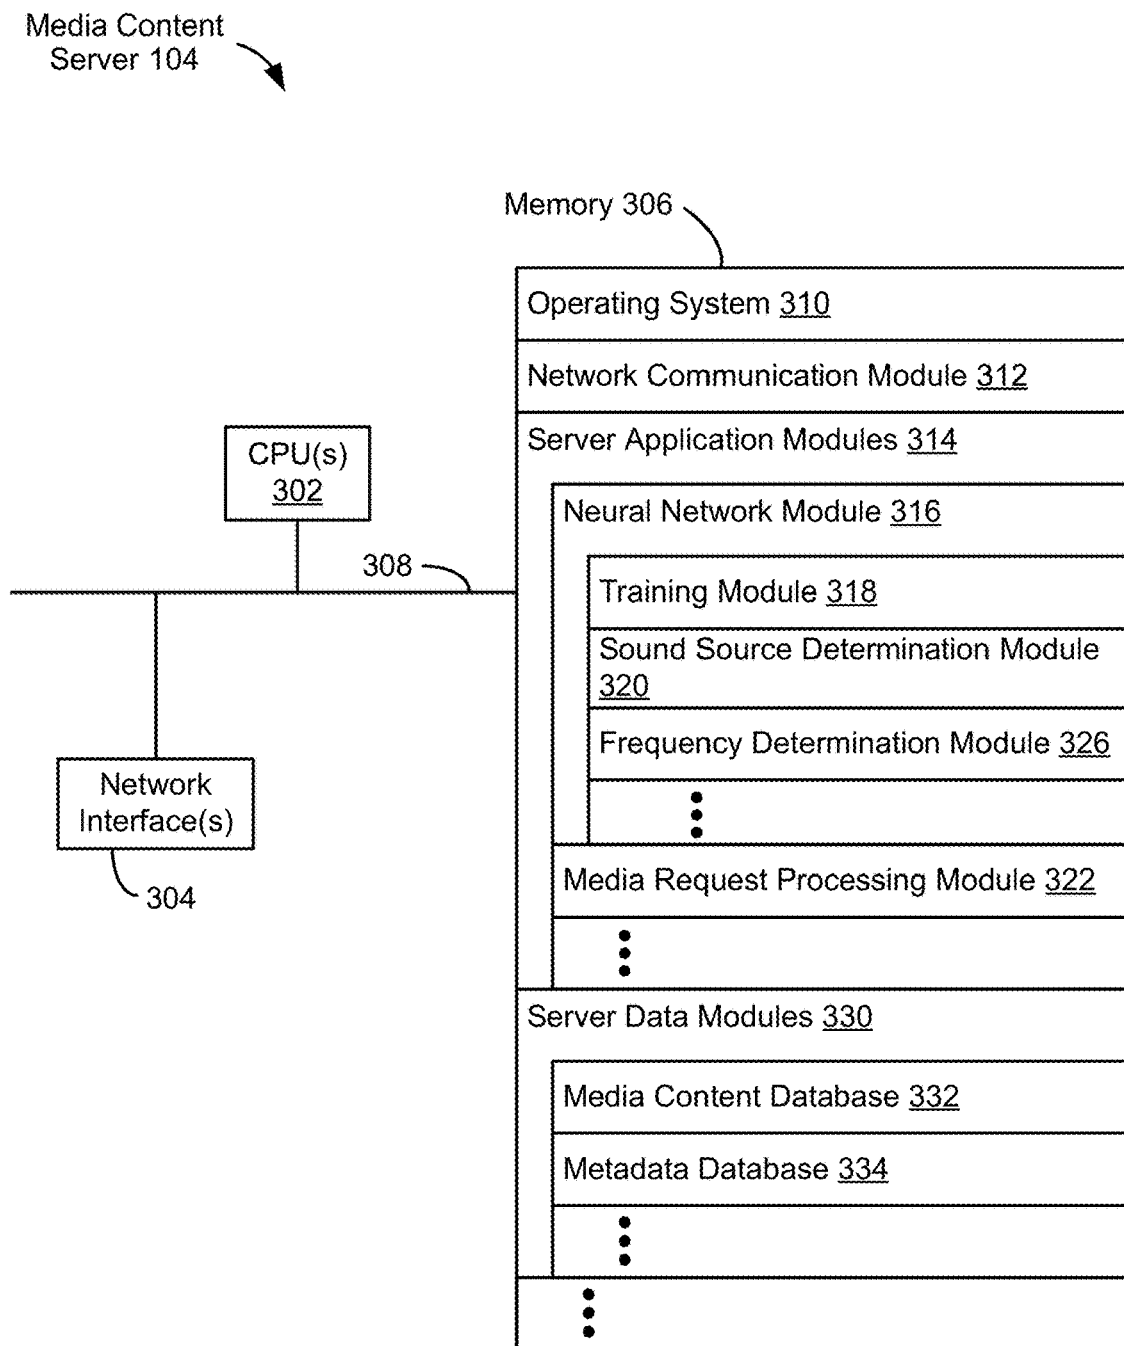 Media Content
Server 104
Memory 306
Operating System 310
Network Communication Module 312
Server Application Modules 314
CPU(s)
302
Neural Network Module 316
308
Training Module 318
Sound Source Determination Module
320
Frequency Determination Module 326
Network
Interface(s)
304
Media Request Processing Module 322
Server Data Modules 330
Media Content Database 332
Metadata Database 334